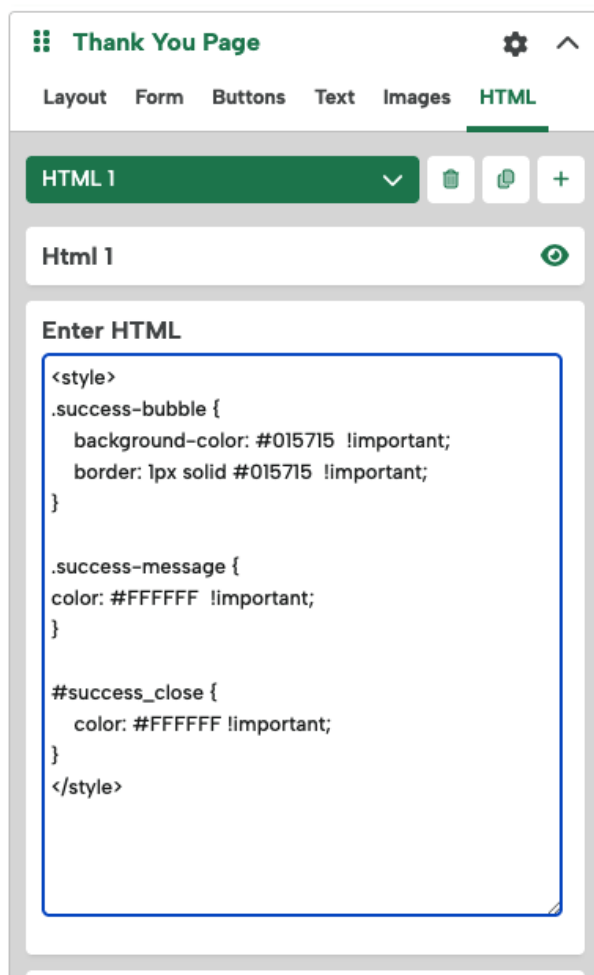 Thank You Page
Layout Form Buttons Text Images HTML
HTML 1
Html 1
Enter HTML
<style>
.success-bubble {
    background-color: #015715  !important;
    border: 1px solid #015715  !important;
}

.success-message {
color: #FFFFFF  !important;
}

#success_close {
    color: #FFFFFF !important;
}
</style>